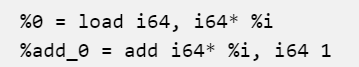 %0 = load i64, i64* %i
%add_0 = add i64* %i, i64 1